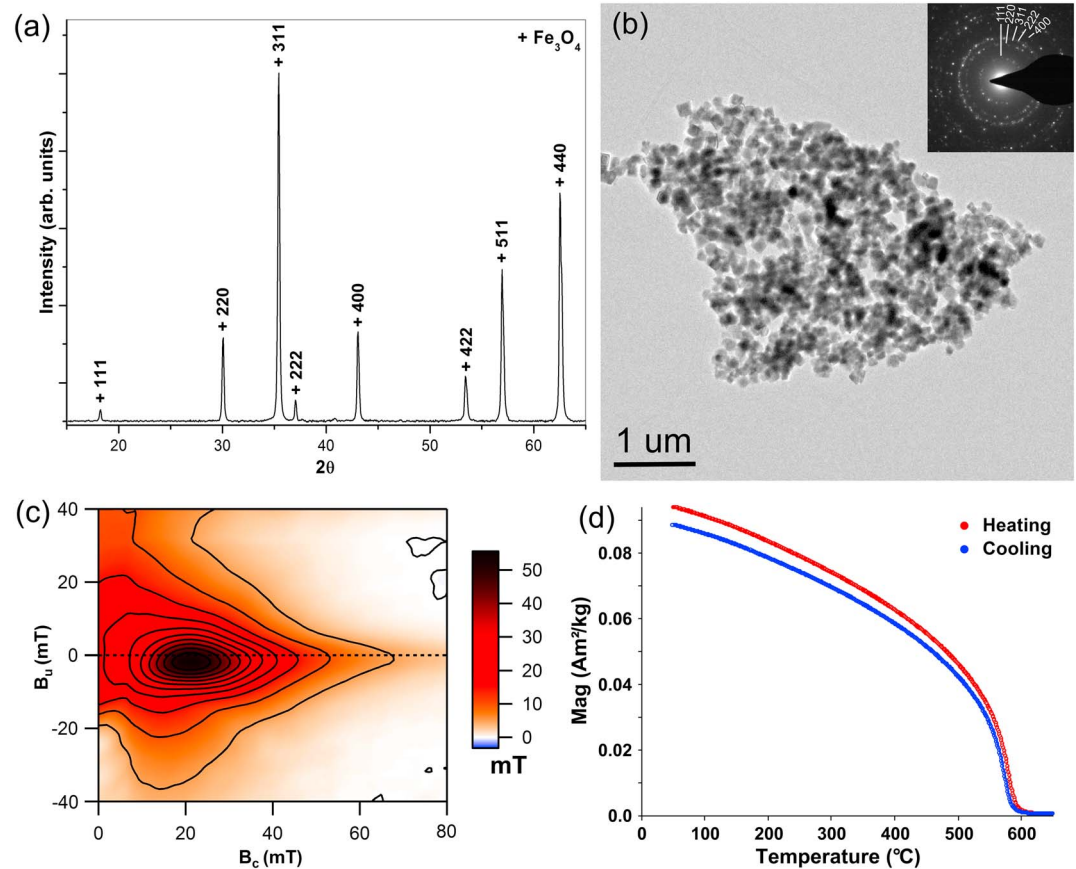 (a)
+ Fe₃O₄
+ 111
+ 220
+ 311
+ 222
+ 400
+ 422
+ 511
+ 440
Intensity (arb. units)
20 30 40 50 60
2θ
(b)
111
220
311
222
400
1 um
(c)
40
20
0
-20
-40
Bᵤ (mT)
0 20 40 60 80
B꜀ (mT)
50
40
30
20
10
0
mT
(d)
Heating
Cooling
0.08
0.06
0.04
0.02
0.0
Mag (Am²/kg)
0 100 200 300 400 500 600
Temperature (°C)